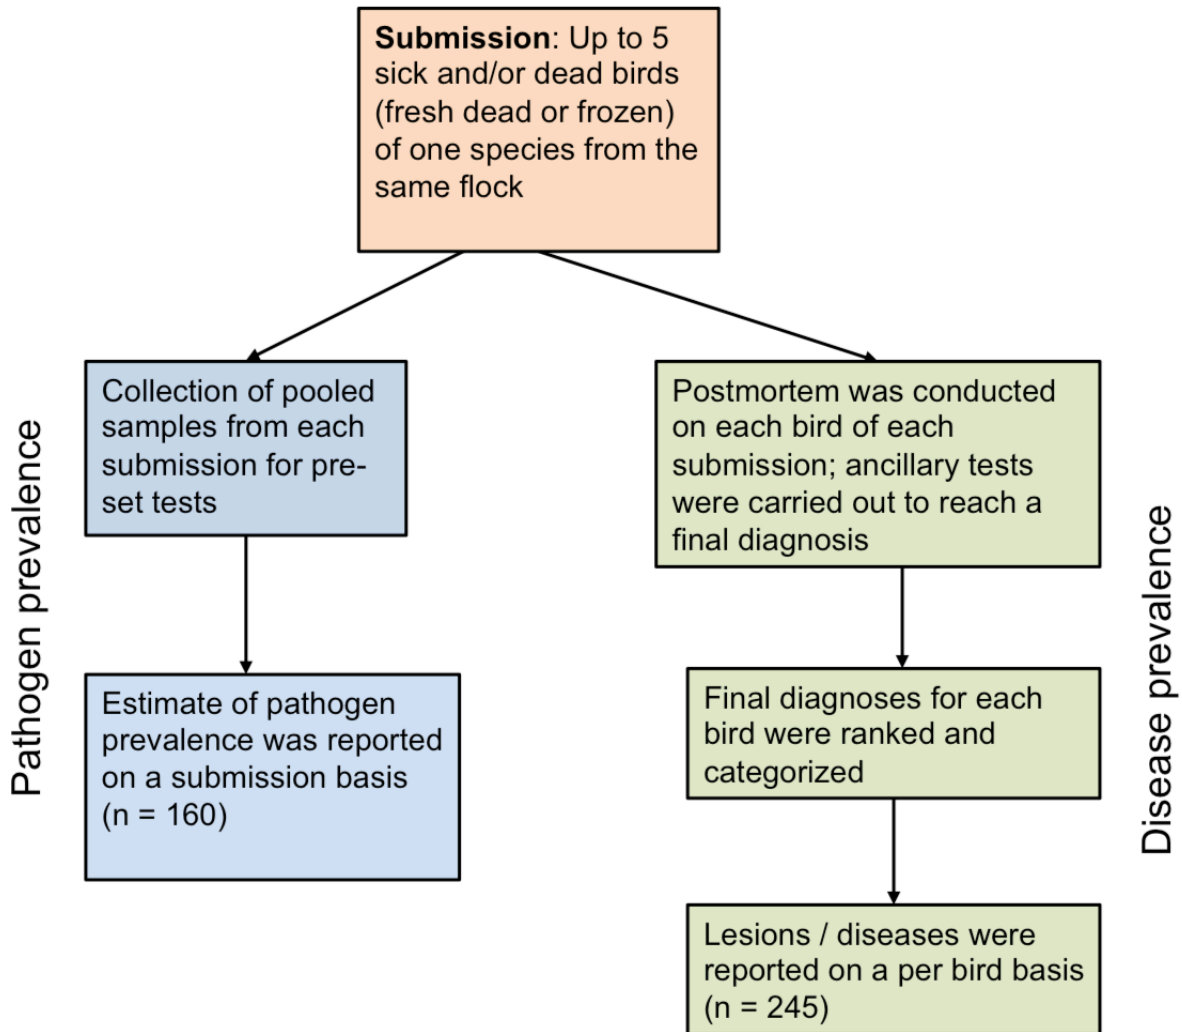 Submission: Up to 5
sick and/or dead birds
(fresh dead or frozen)
of one species from the
same flock
Collection of pooled
samples from each
submission for pre-
set tests
Postmortem was conducted
on each bird of each
submission; ancillary tests
were carried out to reach a
final diagnosis
Pathogen prevalence
Disease prevalence
Estimate of pathogen
prevalence was reported
on a submission basis
(n = 160)
Final diagnoses for each
bird were ranked and
categorized
Lesions / diseases were
reported on a per bird basis
(n = 245)